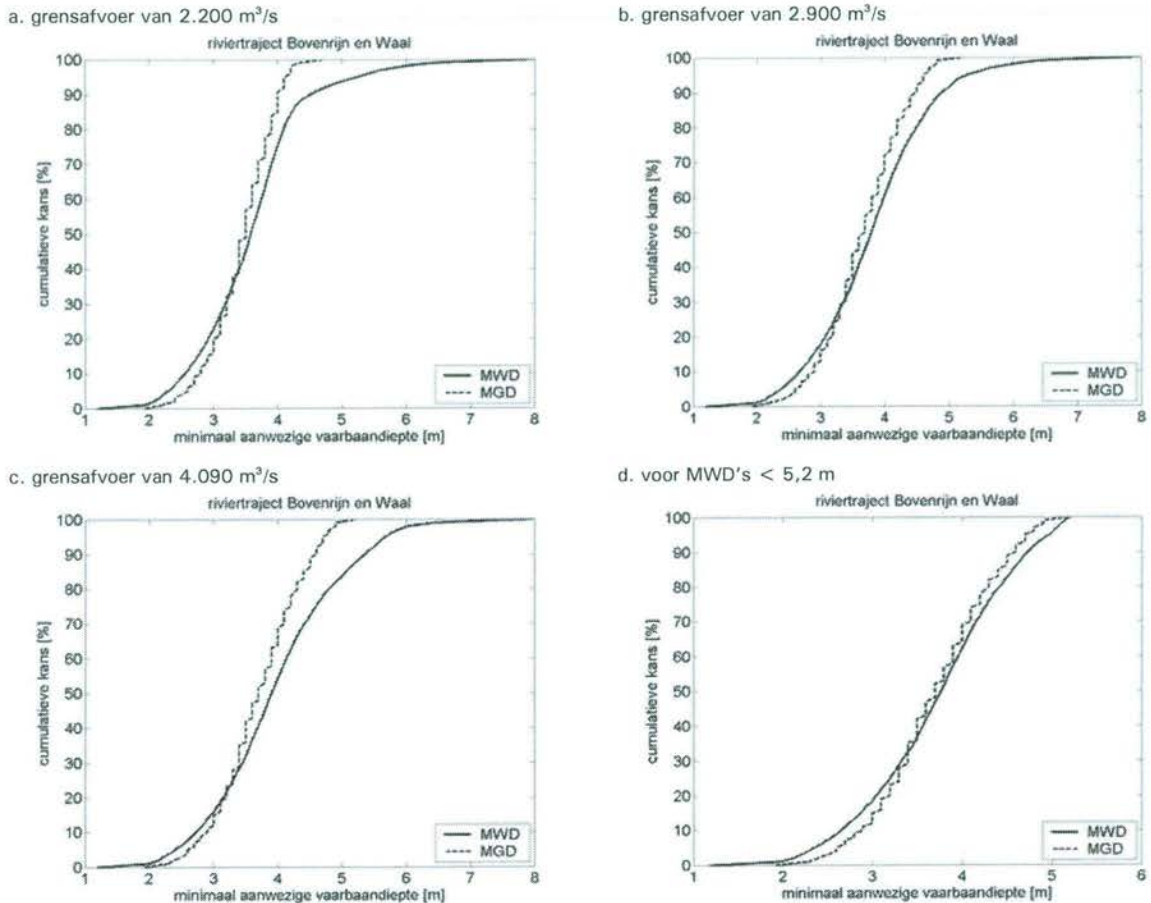 a. grensafvoer van 2.200 m³/s
riviertraject Bovenrijn en Waal
100
90
80
70
60
50
40
30
20
10
0
cumulatieve kans [%]
MWD
MGD
1 2 3 4 5 6 7 8
minimaal aanwezige vaarbaandiepte [m]
b. grensafvoer van 2.900 m³/s
riviertraject Bovenrijn en Waal
100
90
80
70
60
50
40
30
20
10
0
cumulatieve kans [%]
MWD
MGD
1 2 3 4 5 6 7 8
minimaal aanwezige vaarbaandiepte [m]
c. grensafvoer van 4.090 m³/s
riviertraject Bovenrijn en Waal
100
90
80
70
60
50
40
30
20
10
0
cumulatieve kans [%]
MWD
MGD
1 2 3 4 5 6 7 8
minimaal aanwezige vaarbaandiepte [m]
d. voor MWD's < 5,2 m
riviertraject Bovenrijn en Waal
100
90
80
70
60
50
40
30
20
10
0
cumulatieve kans [%]
MWD
MGD
1 2 3 4 5 6
minimaal aanwezige vaarbaandiepte [m]